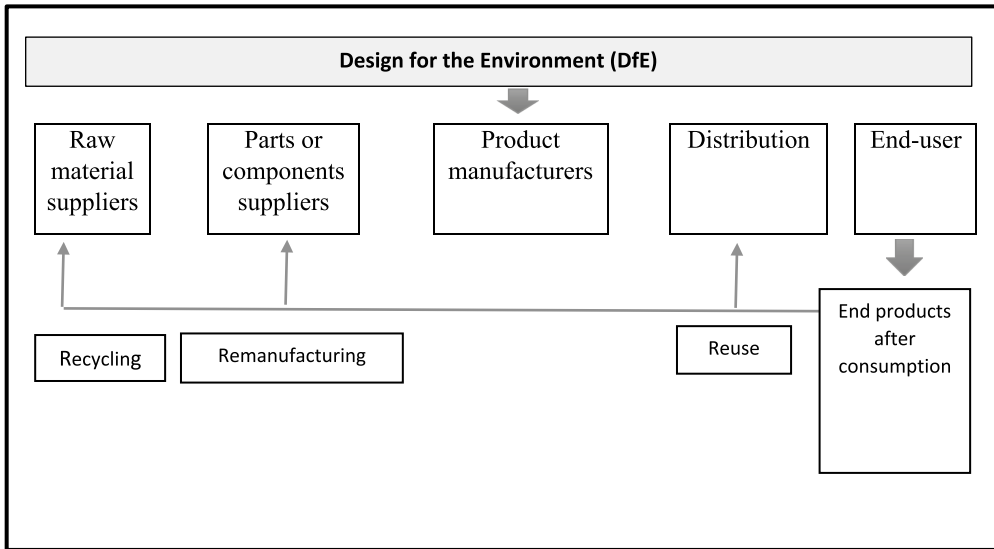 Design for the Environment (DfE)
Raw
material
suppliers
Parts or
components
suppliers
Product
manufacturers
Distribution
End-user
Recycling
Remanufacturing
Reuse
End products
after
consumption